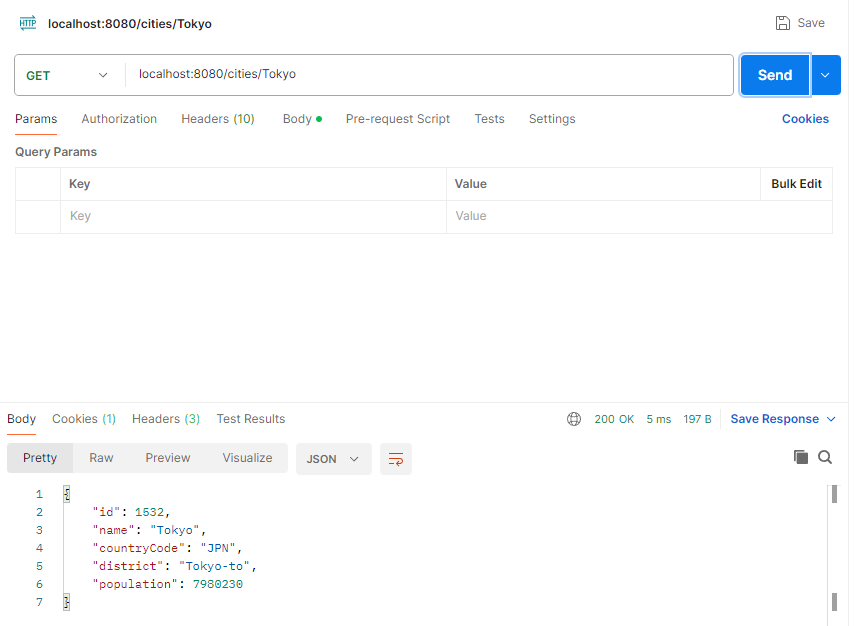 HTTP localhost:8080/cities/Tokyo Save
GET localhost:8080/cities/Tokyo Send
Params Authorization Headers (10) Body Pre-request Script Tests Settings Cookies
Query Params
Key Value Bulk Edit
Key Value
Body Cookies (1) Headers (3) Test Results 200 OK 5 ms 197 B Save Response
Pretty Raw Preview Visualize JSON
1 {
2 "id": 1532,
3 "name": "Tokyo",
4 "countryCode": "JPN",
5 "district": "Tokyo-to",
6 "population": 7980230
7 }